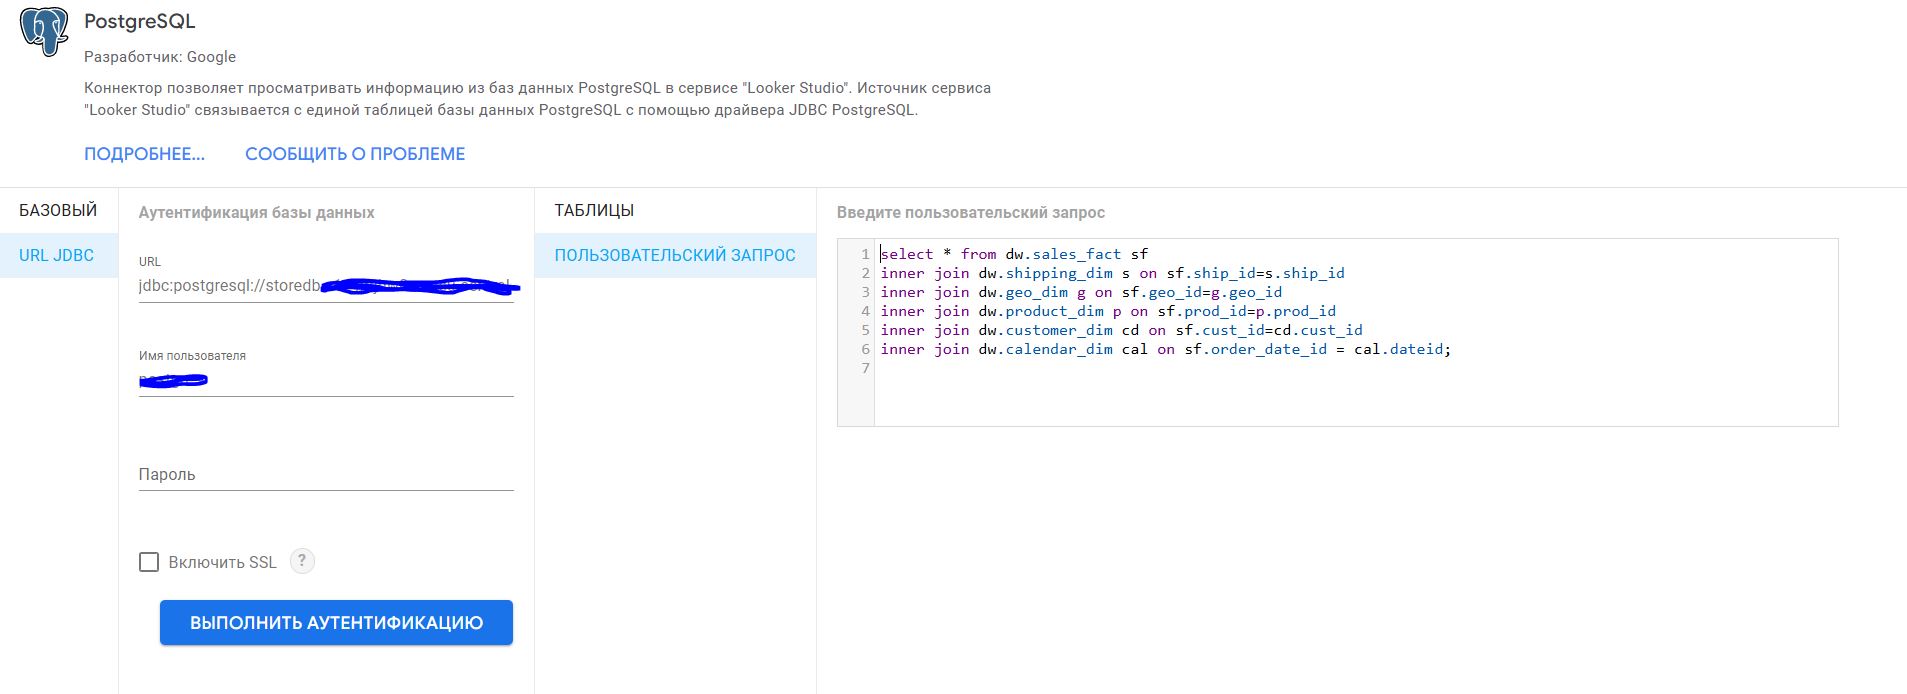 PostgreSQL
Разработчик: Google
Коннектор позволяет просматривать информацию из баз данных PostgreSQL в сервисе "Looker Studio". Источник сервиса
"Looker Studio" связывается с единой таблицей базы данных PostgreSQL с помощью драйвера JDBC PostgreSQL.
ПОДРОБНЕЕ...
СООБЩИТЬ О ПРОБЛЕМЕ
БАЗОВЫЙ
URL JDBC
Аутентификация базы данных
URL
jdbc:postgresql://storedb
Имя пользователя
Пароль
Включить SSL ?
ВЫПОЛНИТЬ АУТЕНТИФИКАЦИЮ
ТАБЛИЦЫ
ПОЛЬЗОВАТЕЛЬСКИЙ ЗАПРОС
Введите пользовательский запрос
1 select * from dw.sales_fact sf
2 inner join dw.shipping_dim s on sf.ship_id=s.ship_id
3 inner join dw.geo_dim g on sf.geo_id=g.geo_id
4 inner join dw.product_dim p on sf.prod_id=p.prod_id
5 inner join dw.customer_dim cd on sf.cust_id=cd.cust_id
6 inner join dw.calendar_dim cal on sf.order_date_id = cal.dateid;
7